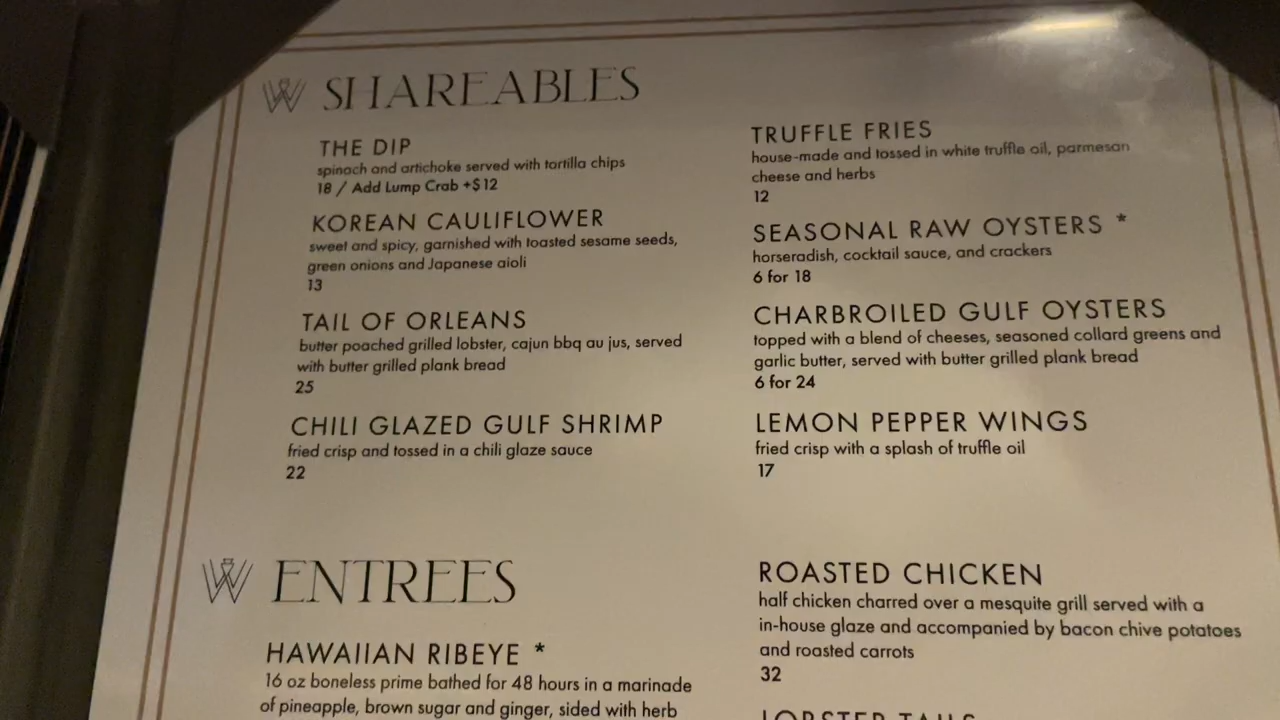 W SHAREABLES
THE DIP
spinach and artichoke served with tortilla chips
18 / Add Lump Crab +$12
KOREAN CAULIFLOWER
sweet and spicy, garnished with toasted sesame seeds,
green onions and Japanese aioli
13
TAIL OF ORLEANS
butter poached grilled lobster, cajun bbq au jus, served
with butter grilled plank bread
25
CHILI GLAZED GULF SHRIMP
fried crisp and tossed in a chili glaze sauce
22
TRUFFLE FRIES
house-made and tossed in white truffle oil, parmesan
cheese and herbs
12
SEASONAL RAW OYSTERS *
horseradish, cocktail sauce, and crackers
6 for 18
CHARBROILED GULF OYSTERS
topped with a blend of cheeses, seasoned collard greens and
garlic butter, served with butter grilled plank bread
6 for 24
LEMON PEPPER WINGS
fried crisp with a splash of truffle oil
17
W ENTREES
HAWAIIAN RIBEYE *
16 oz boneless prime bathed for 48 hours in a marinade
of pineapple, brown sugar and ginger, sided with herb
ROASTED CHICKEN
half chicken charred over a mesquite grill served with a
in-house glaze and accompanied by bacon chive potatoes
and roasted carrots
32
LOBSTER TAILS